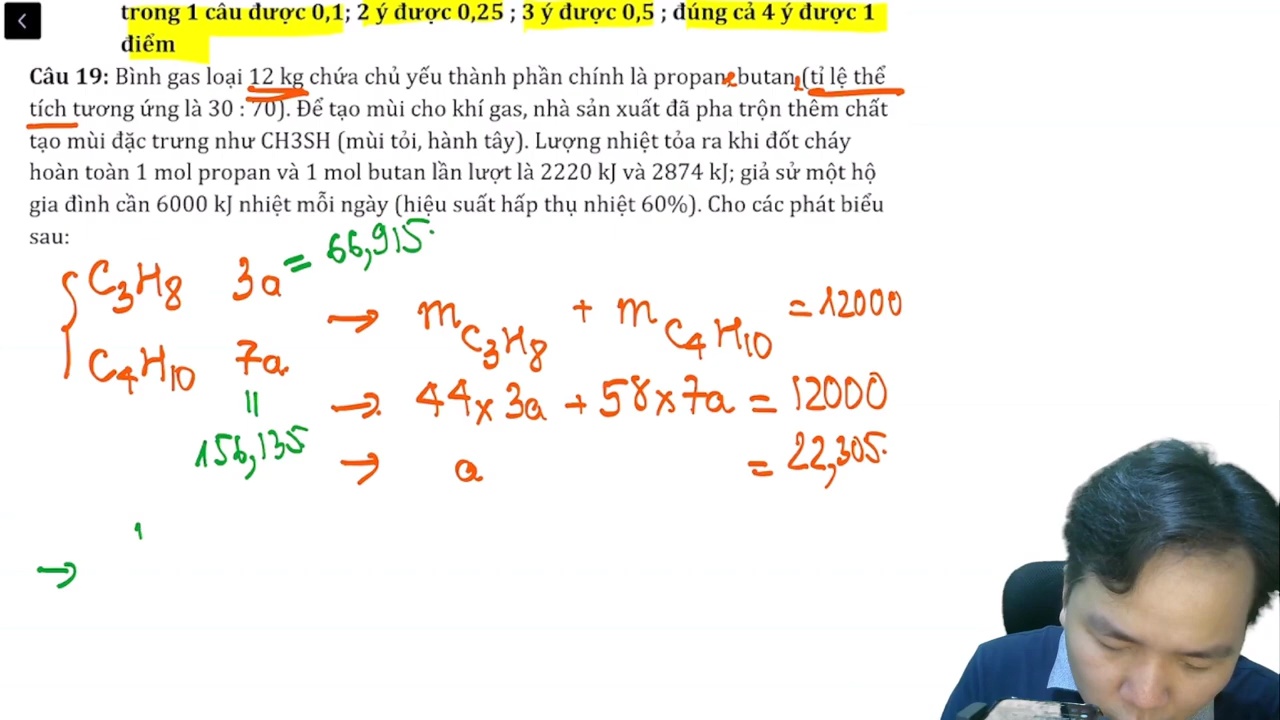 trong 1 câu được 0,1; 2 ý được 0,25 ; 3 ý được 0,5 ; đúng cả 4 ý được 1
điểm
Câu 19: Bình gas loại 12 kg chứa chủ yếu thành phần chính là propan, butan (tỉ lệ thể
tích tương ứng là 30 : 70). Để tạo mùi cho khí gas, nhà sản xuất đã pha trộn thêm chất
tạo mùi đặc trưng như CH3SH (mùi tỏi, hành tây). Lượng nhiệt tỏa ra khi đốt cháy
hoàn toàn 1 mol propan và 1 mol butan lần lượt là 2220 kJ và 2874 kJ; giả sử một hộ
gia đình cần 6000 kJ nhiệt mỗi ngày (hiệu suất hấp thụ nhiệt 60%). Cho các phát biểu
sau:
C3H8 3a = 66,915.
→ mC3H8 + mC4H10 = 12000
C4H10 7a
→ 44 x 3a + 58 x 7a = 12000
156,135
→ a = 22,305.
→